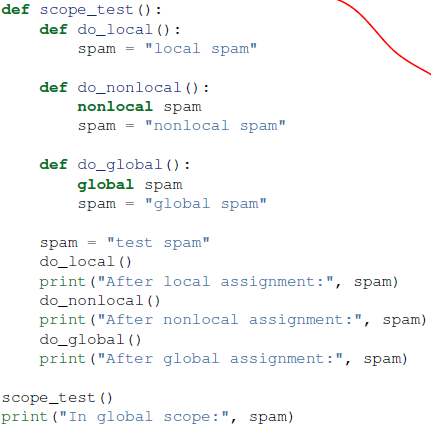 def scope_test():
    def do_local():
        spam = "local spam"

    def do_nonlocal():
        nonlocal spam
        spam = "nonlocal spam"

    def do_global():
        global spam
        spam = "global spam"

    spam = "test spam"
    do_local()
    print("After local assignment:", spam)
    do_nonlocal()
    print("After nonlocal assignment:", spam)
    do_global()
    print("After global assignment:", spam)

scope_test()
print("In global scope:", spam)